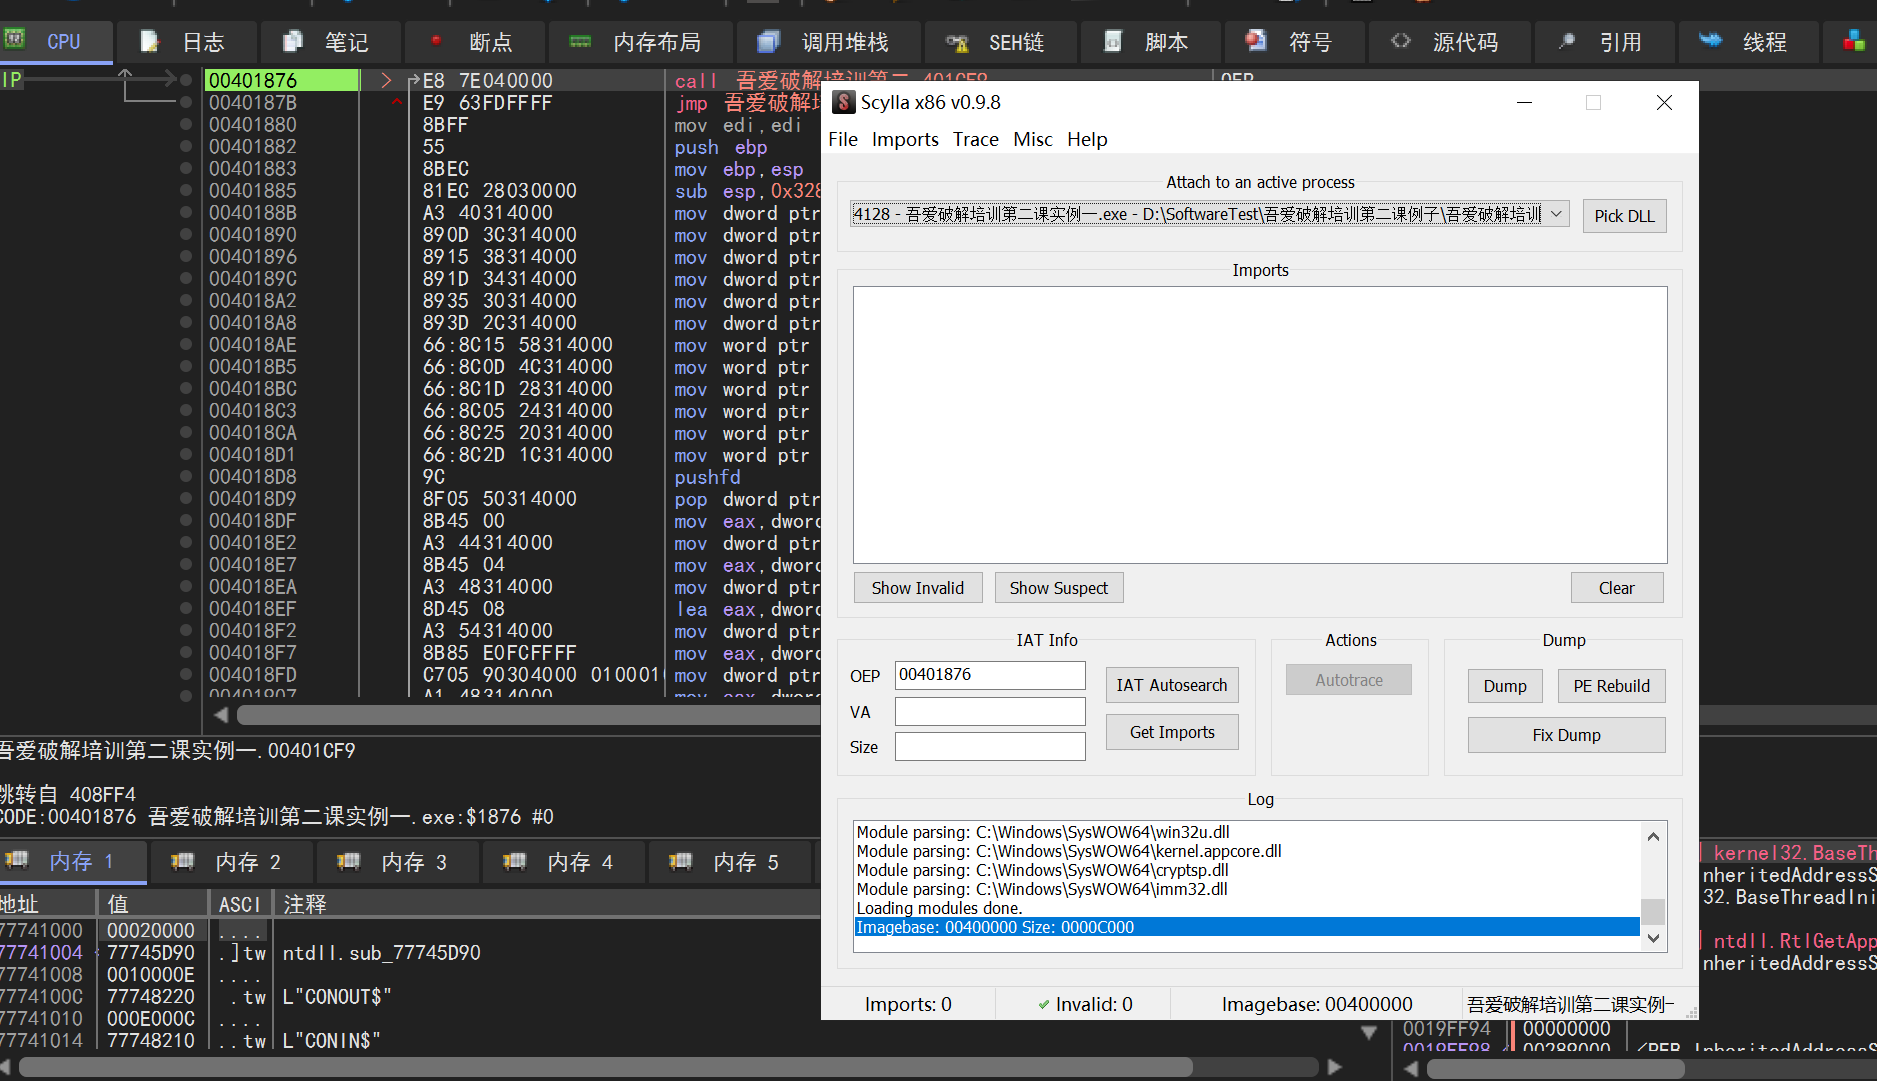 CPU 日志 笔记 断点 内存布局 调用堆栈 SEH链 脚本 符号 源代码 引用 线程
IP
00401876 E8 7E040000 call 吾爱破解培训第二 OEP
0040187B E9 63FDFFFF jmp 吾爱破解培
00401880 8BFF mov edi,edi
00401882 55 push ebp
00401883 8BEC mov ebp,esp
00401885 81EC 28030000 sub esp,0x328
0040188B A3 40314000 mov dword ptr
00401890 890D 3C314000 mov dword ptr
00401896 8915 38314000 mov dword ptr
0040189C 891D 34314000 mov dword ptr
004018A2 8935 30314000 mov dword ptr
004018A8 893D 2C314000 mov dword ptr
004018AE 66:8C15 58314000 mov word ptr
004018B5 66:8C0D 4C314000 mov word ptr
004018BC 66:8C1D 28314000 mov word ptr
004018C3 66:8C05 24314000 mov word ptr
004018CA 66:8C25 20314000 mov word ptr
004018D1 66:8C2D 1C314000 mov word ptr
004018D8 9C pushfd
004018D9 8F05 50314000 pop dword ptr
004018DF 8B45 00 mov eax,dword
004018E2 A3 44314000 mov dword ptr
004018E7 8B45 04 mov eax,dword
004018EA A3 48314000 mov dword ptr
004018EF 8D45 08 lea eax,dword
004018F2 A3 54314000 mov dword ptr
004018F7 8B85 E0FCFFFF mov eax,dword
004018FD C705 90304000 010001 mov dword ptr
00401907 A1 48314000 mov eax,dword
吾爱破解培训第二课实例一.00401CF9
跳转自 408FF4
CODE:00401876 吾爱破解培训第二课实例一.exe:$1876 #0
内存 1 内存 2 内存 3 内存 4 内存 5
地址 值 ASCI 注释
77741000 00020000 ....
77741004 77745D90 .]tw ntdll.sub_77745D90
77741008 0010000E ....
7774100C 77748220 .tw L"CONOUT$"
77741010 000E000C ....
77741014 77748210 ..tw L"CONIN$"
Scylla x86 v0.9.8
File Imports Trace Misc Help
Attach to an active process
4128 - 吾爱破解培训第二课实例一.exe - D:\SoftwareTest\吾爱破解培训第二课例子\吾爱破解培训 Pick DLL
Imports
Show Invalid Show Suspect Clear
IAT Info Actions Dump
OEP 00401876 IAT Autosearch Autotrace Dump PE Rebuild
VA
Get Imports Fix Dump
Size
Log
Module parsing: C:\Windows\SysWOW64\win32u.dll
Module parsing: C:\Windows\SysWOW64\kernel.appcore.dll
Module parsing: C:\Windows\SysWOW64\cryptsp.dll
Module parsing: C:\Windows\SysWOW64\imm32.dll
Loading modules done.
Imagebase: 00400000 Size: 0000C000
Imports: 0 Invalid: 0 Imagebase: 00400000 吾爱破解培训第二课实例一
kernel32.BaseTh
nheritedAddressS
32.BaseThreadIni
ntdll.RtlGetApp
nheritedAddressS
0019FF94 00000000
0019FF98 00289000 <PEB.InheritedAddressS